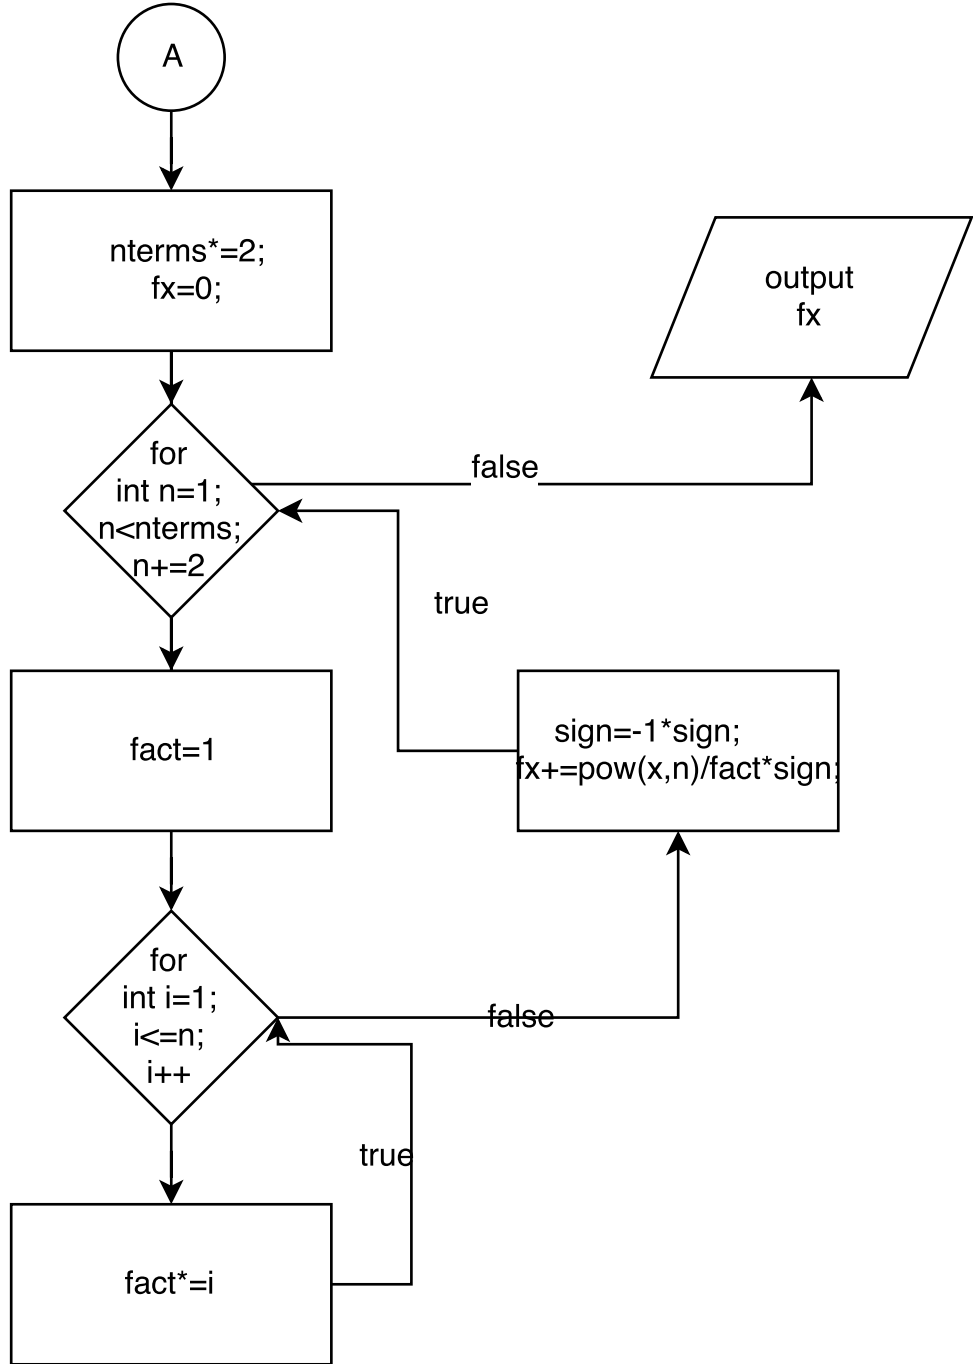 A
nterms*=2;
fx=0;
output
fx
for
int n=1;
n<nterms;
n+=2
false
true
fact=1
sign=-1*sign;
fx+=pow(x,n)/fact*sign;
for
int i=1;
i<=n;
i++
false
true
fact*=i